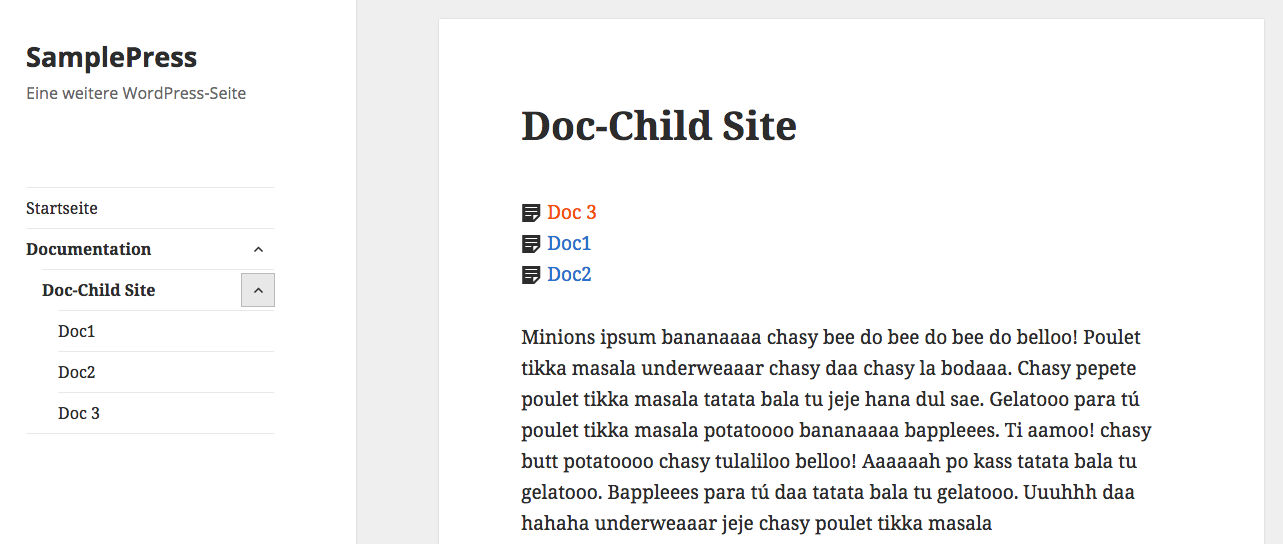 SamplePress
Eine weitere WordPress-Seite
Startseite
Documentation
Doc-Child Site
Doc1
Doc2
Doc 3
Doc-Child Site
Doc 3
Doc1
Doc2
Minions ipsum bananaaaa chasy bee do bee do bee do belloo! Poulet
tikka masala underweaaar chasy daa chasy la bodaaa. Chasy pepete
poulet tikka masala tatata bala tu jeje hana dul sae. Gelatooo para tú
poulet tikka masala potatoooo bananaaaa bappleees. Ti aamoo! chasy
butt potatoooo chasy tulaliloo belloo! Aaaaaah po kass tatata bala tu
gelatooo. Bappleees para tú daa tatata bala tu gelatooo. Uuuhhh daa
hahaha underweaaar jeje chasy poulet tikka masala